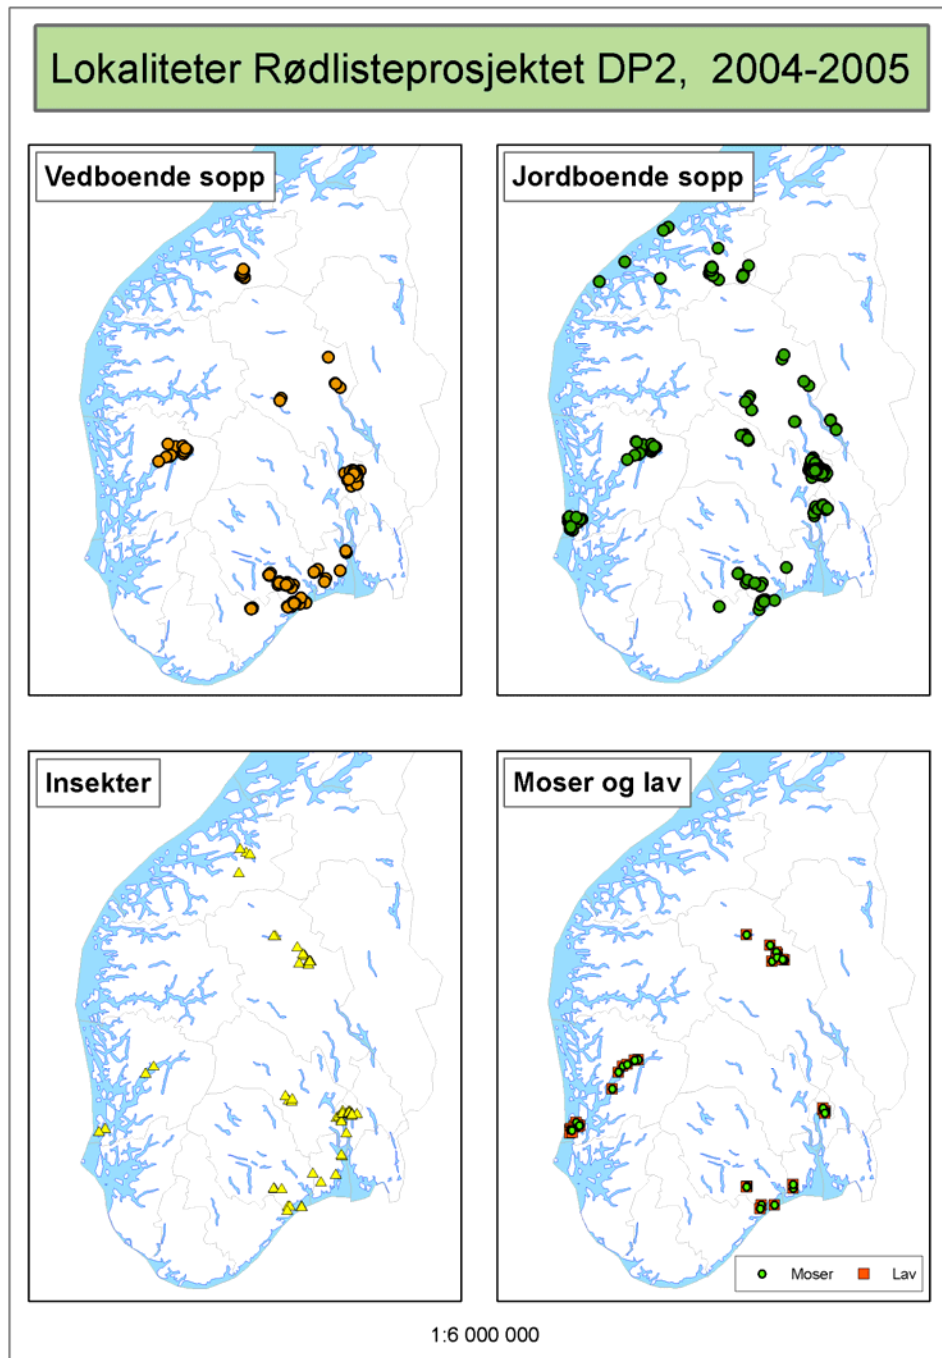 Lokaliteter Rødlisteprosjektet DP2, 2004-2005
Vedboende sopp
Jordboende sopp
Insekter
Moser og lav
Moser Lav
1:6 000 000